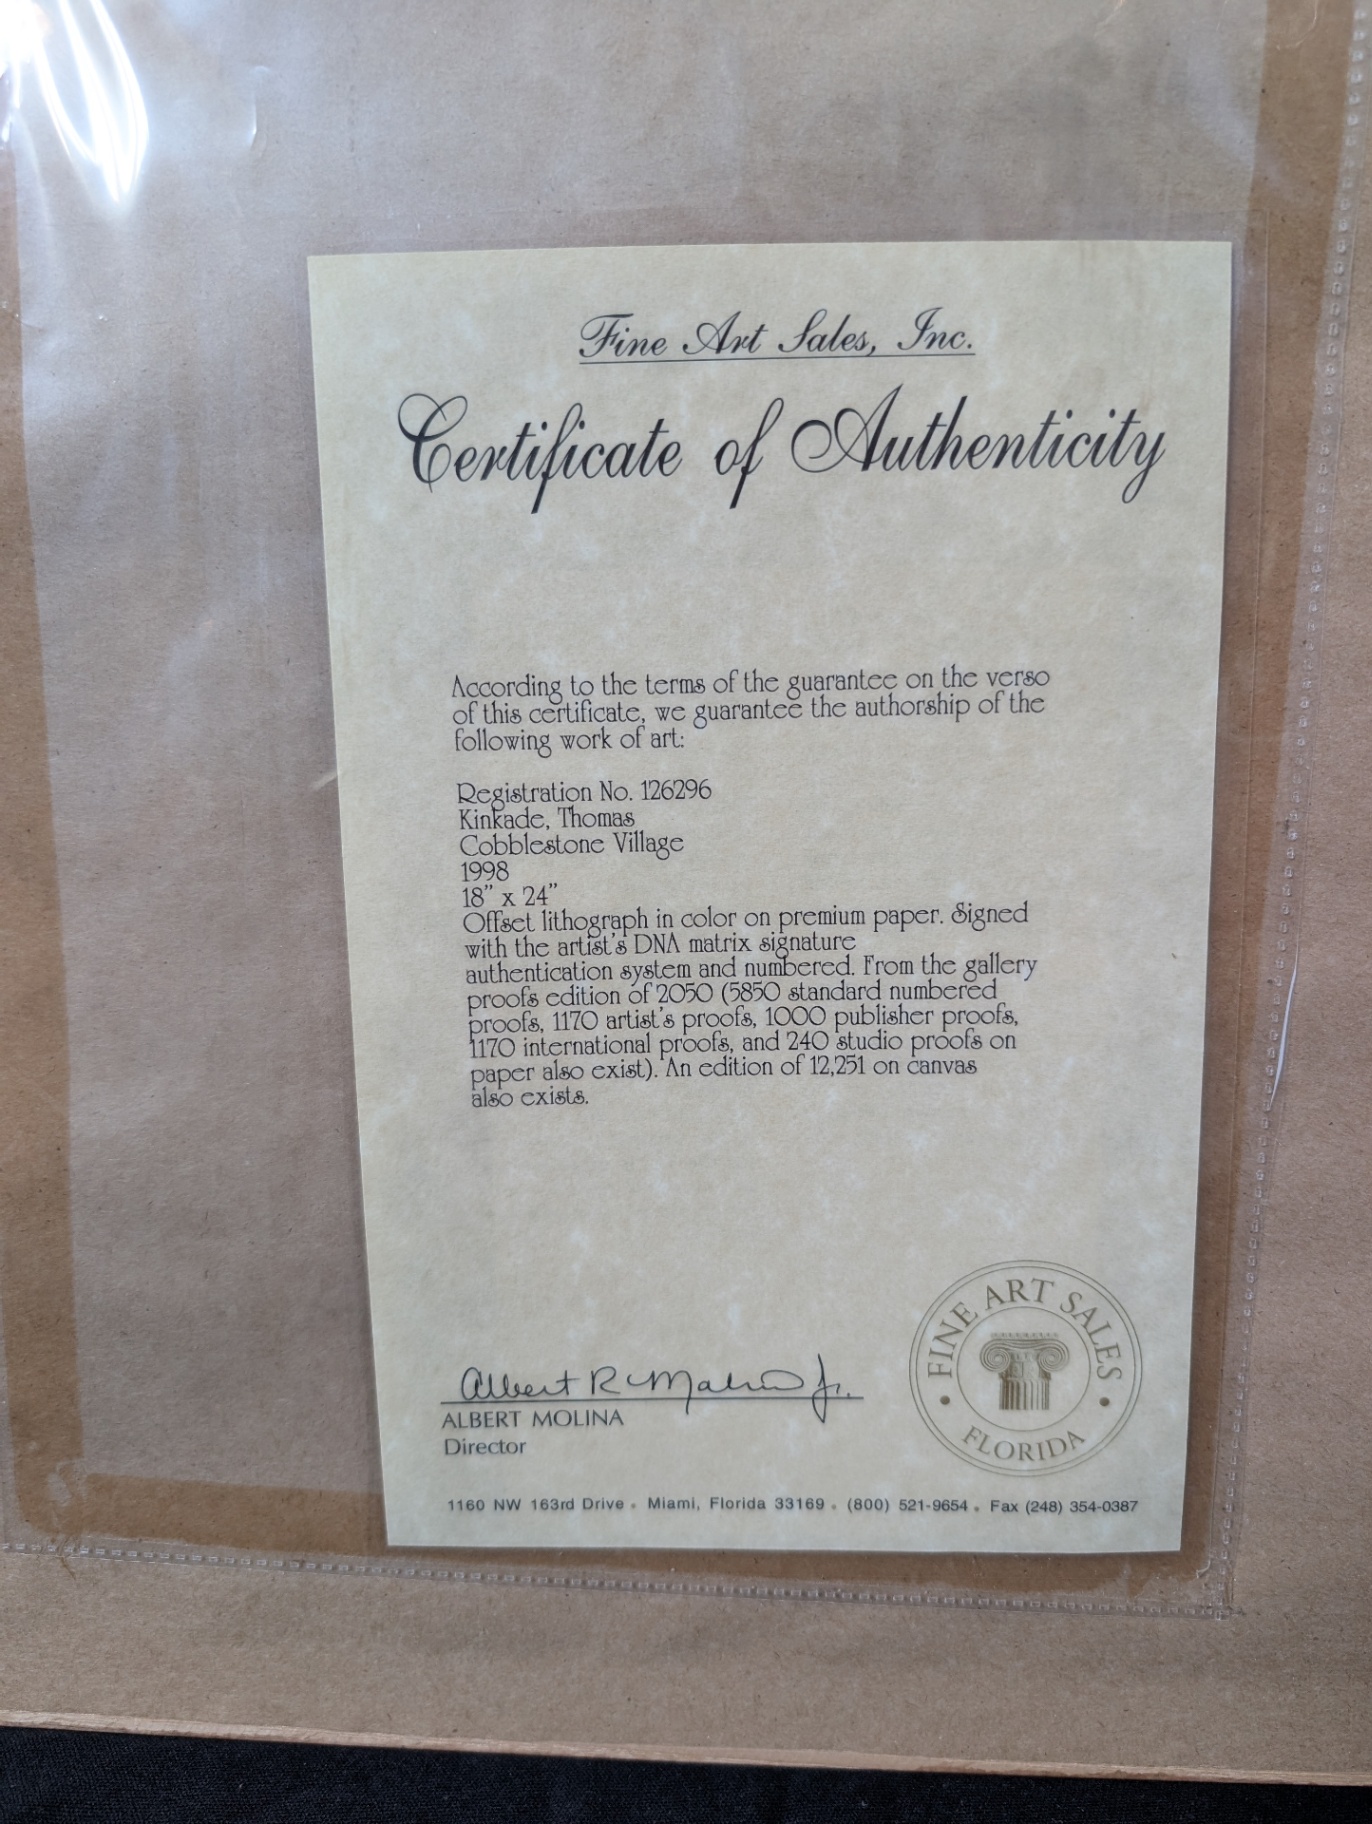 Fine Art Sales, Inc.
Certificate of Authenticity
According to the terms of the guarantee on the verso
of this certificate, we guarantee the authorship of the
following work of art:
Registration No. 126296
Kinkade, Thomas
Cobblestone Village
1998
18" x 24"
Offset lithograph in color on premium paper. Signed
with the artist's DNA matrix signature
authentication system and numbered. From the gallery
proofs edition of 2050 (5850 standard numbered
proofs, 1170 artist's proofs, 1000 publisher proofs,
1170 international proofs, and 240 studio proofs on
paper also exist). An edition of 12,251 on canvas
also exists.
Albert R Molina Jr.
ALBERT MOLINA
Director
FINE ART SALES
• FLORIDA •
1160 NW 163rd Drive • Miami, Florida 33169 • (800) 521-9654 • Fax (248) 354-0387